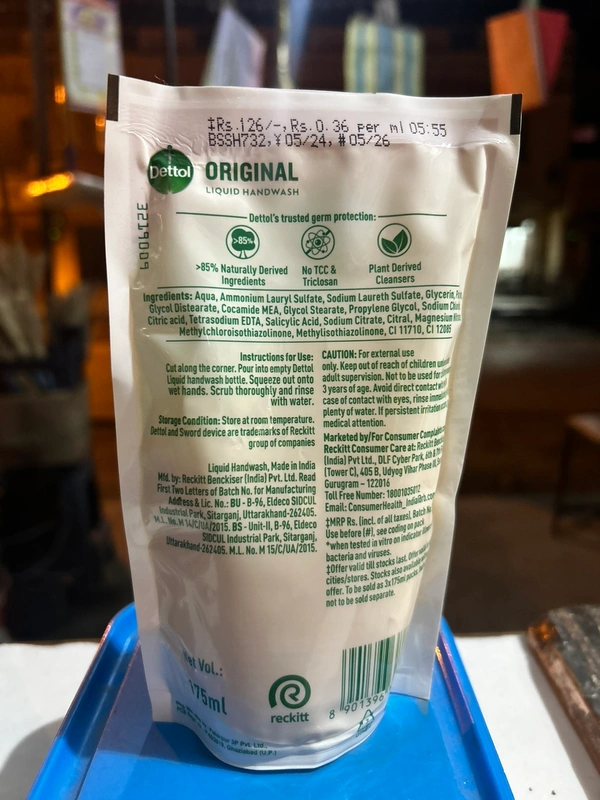 ‡Rs.126/-,Rs.0.36 per ml 05:55
BSSH732,¥05/24,#05/26
Dettol
ORIGINAL
LIQUID HANDWASH
Dettol's trusted germ protection:
>85%
>85% Naturally Derived
Ingredients
No TCC &
Triclosan
Plant Derived
Cleansers
Ingredients: Aqua, Ammonium Lauryl Sulfate, Sodium Laureth Sulfate, Glycerin,
Glycol Distearate, Cocamide MEA, Glycol Stearate, Propylene Glycol, Sodium
Citric acid, Tetrasodium EDTA, Salicylic Acid, Sodium Citrate, Citral, Magnesium
Methylchloroisothiazolinone, Methylisothiazolinone, CI 11710, CI 12085
Instructions for Use:
Cut along the corner. Pour into empty Dettol
Liquid handwash bottle. Squeeze out onto
wet hands. Scrub thoroughly and rinse
with water.
Storage Condition: Store at room temperature.
Dettol and Sword device are trademarks of Reckitt
group of companies
Liquid Handwash, Made in India
Mfd. by: Reckitt Benckiser (India) Pvt. Ltd. Read
First Two Letters of Batch No. for Manufacturing
Address & Lic. No.: BU - B-96, Eldeco SIDCUL
Industrial Park, Sitarganj, Uttarakhand-262405.
M.L. No. M 14/C/UA/2015. BS - Unit-II, B-96, Eldeco
SIDCUL Industrial Park, Sitarganj,
Uttarakhand-262405. M.L. No. M 15/C/UA/2015.
CAUTION: For external use
only. Keep out of reach of children
adult supervision. Not to be used for
3 years of age. Avoid direct contact
case of contact with eyes, rinse
plenty of water. If persistent irritation
medical attention.
Marketed by/For Consumer
Reckitt Consumer Care at: Reckitt
(India) Pvt Ltd., DLF Cyber Park, 6th &
(Tower C), 405 B, Udyog Vihar Phase
Gurugram - 122016
Toll Free Number: 18001035012
Email:
‡MRP Rs. (incl. of all taxes), Batch
Use before (#), see coding on pack
*when tested in vitro on indicator
bacteria and viruses.
‡Offer valid till stocks last. Offer
cities/stores. Stocks also available
offer. To be sold as 3x175ml packs.
not to be sold separate.
Net Vol.:
175ml
reckitt
8 901396